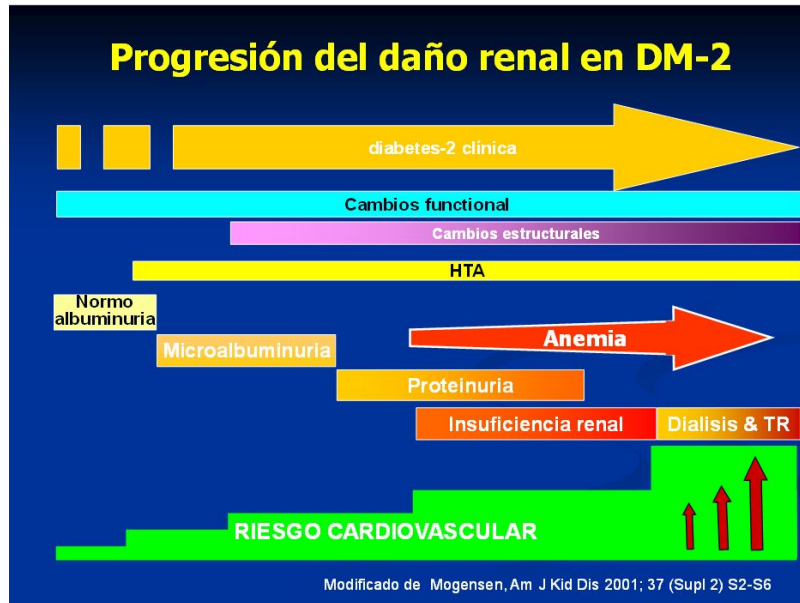 Progresión del daño renal en DM-2
diabetes-2 clínica
Cambios functional
Cambios estructurales
HTA
Normo
albuminuria
Microalbuminuria
Anemia
Proteinuria
Insuficiencia renal
Dialisis & TR
RIESGO CARDIOVASCULAR
Modificado de Mogensen, Am J Kid Dis 2001; 37 (Supl 2) S2-S6